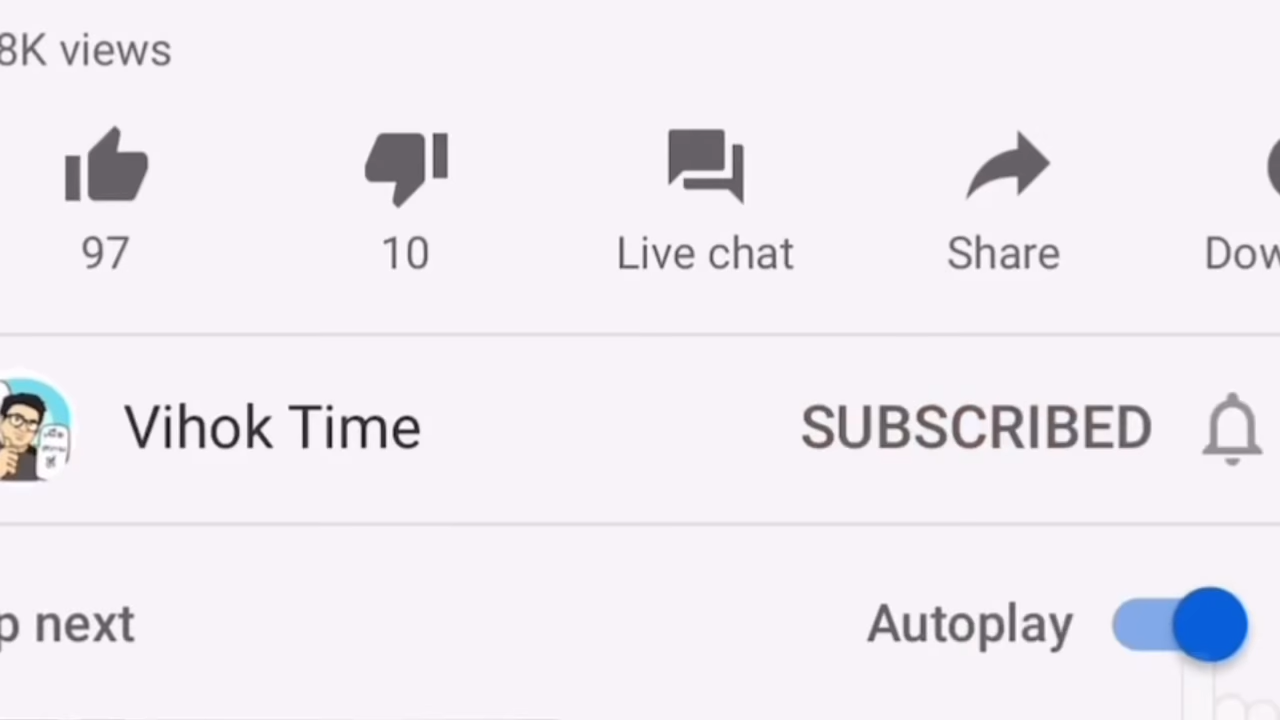 8K views
97
10
Live chat
Share
Dow
Vihok Time
SUBSCRIBED
p next
Autoplay